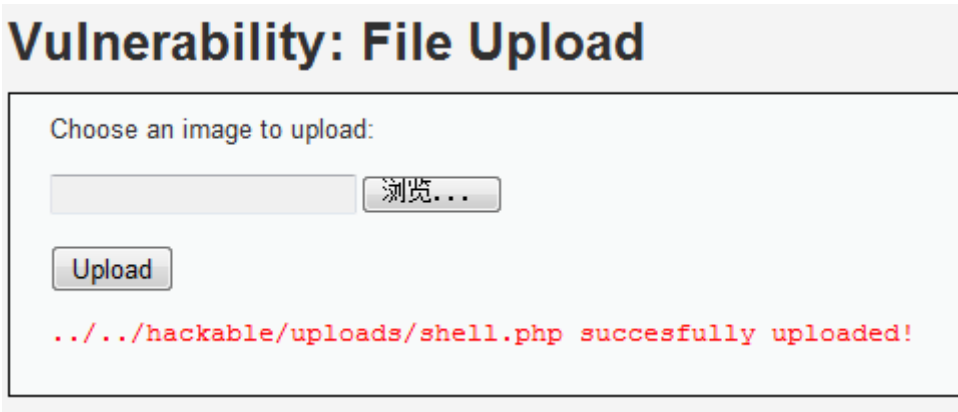 Vulnerability: File Upload
Choose an image to upload:
浏览...
Upload
../../hackable/uploads/shell.php succesfully uploaded!